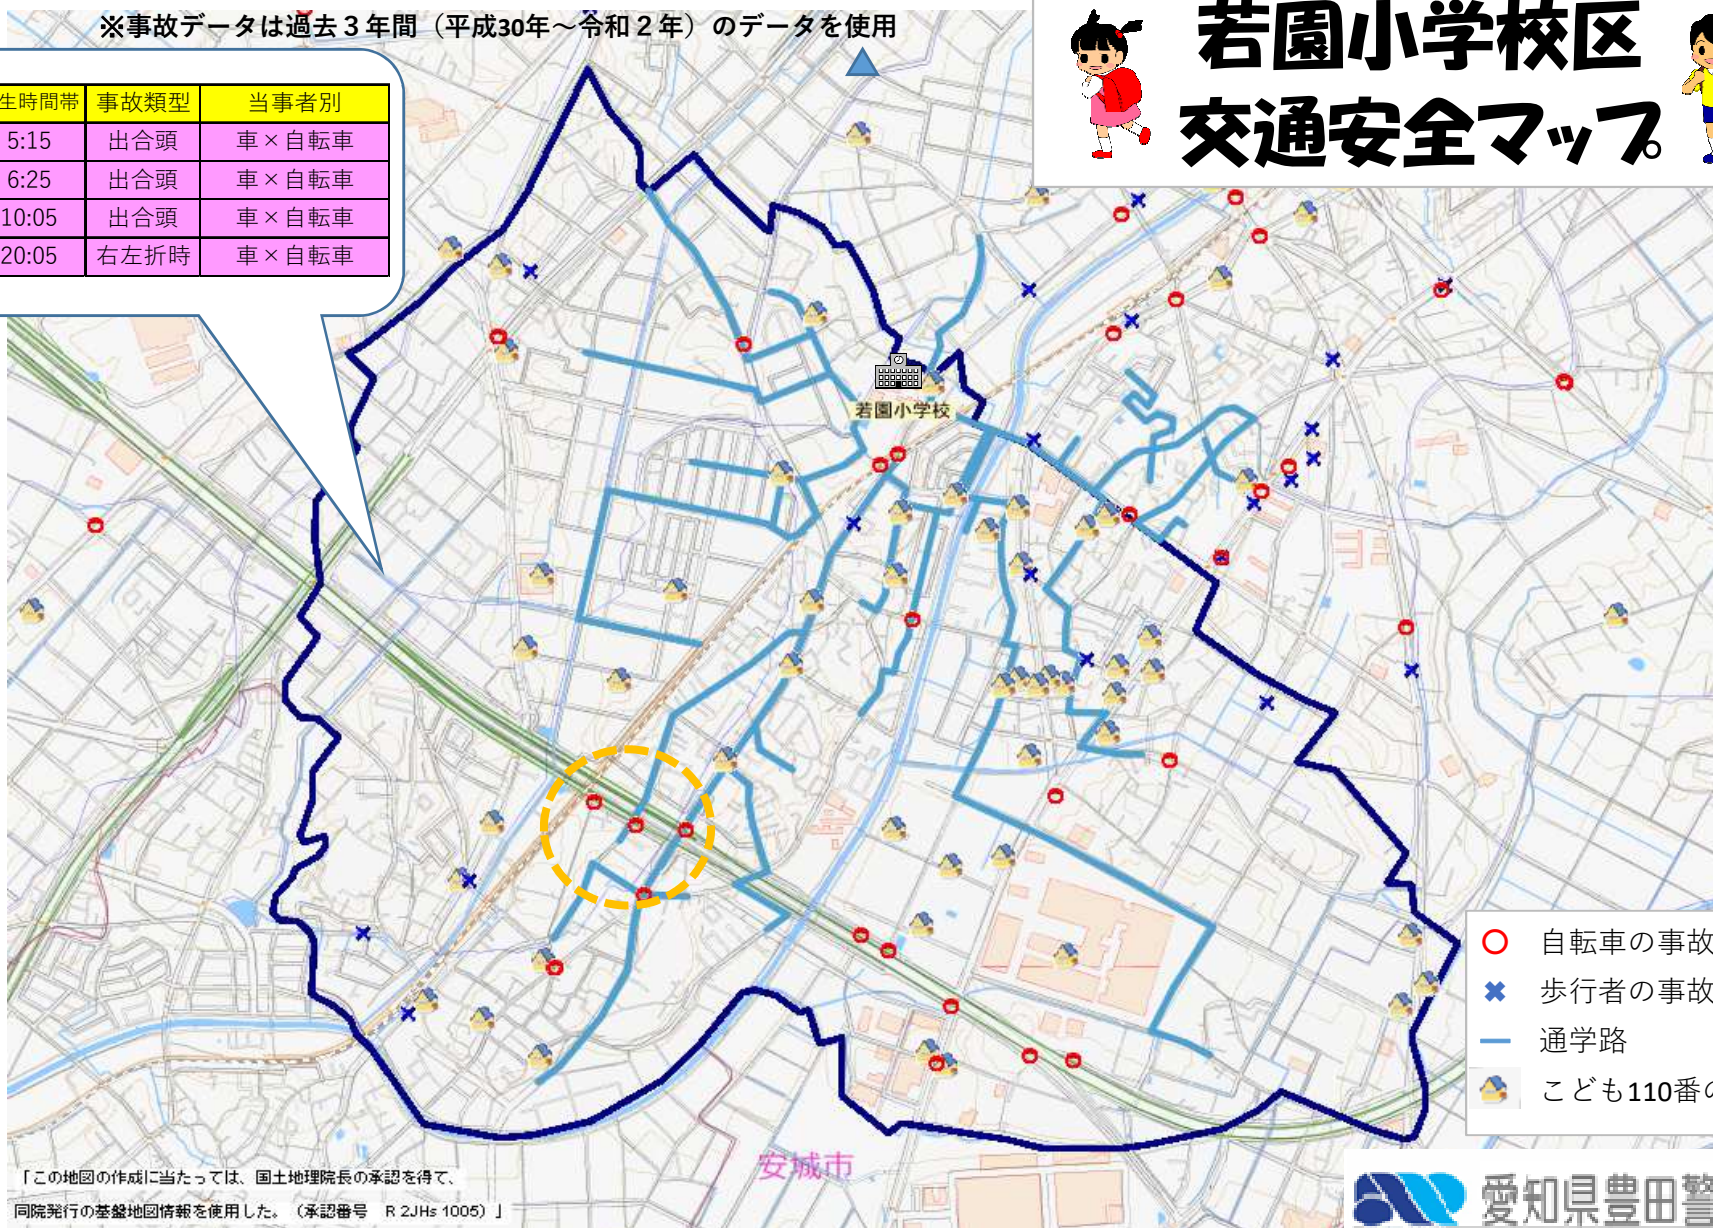 ※事故データは過去３年間（平成30年～令和２年）のデータを使用
若園小学校区
交通安全マップ
生時間帯 事故類型 当事者別
5:15 出合頭 車×自転車
6:25 出合頭 車×自転車
10:05 出合頭 車×自転車
20:05 右左折時 車×自転車
若園小学校
自転車の事故
歩行者の事故
通学路
こども110番の
安城市
「この地図の作成に当たっては、国土地理院長の承認を得て、
同院発行の基盤地図情報を使用した。（承認番号　R 2JHs 1005）」
愛知県豊田警